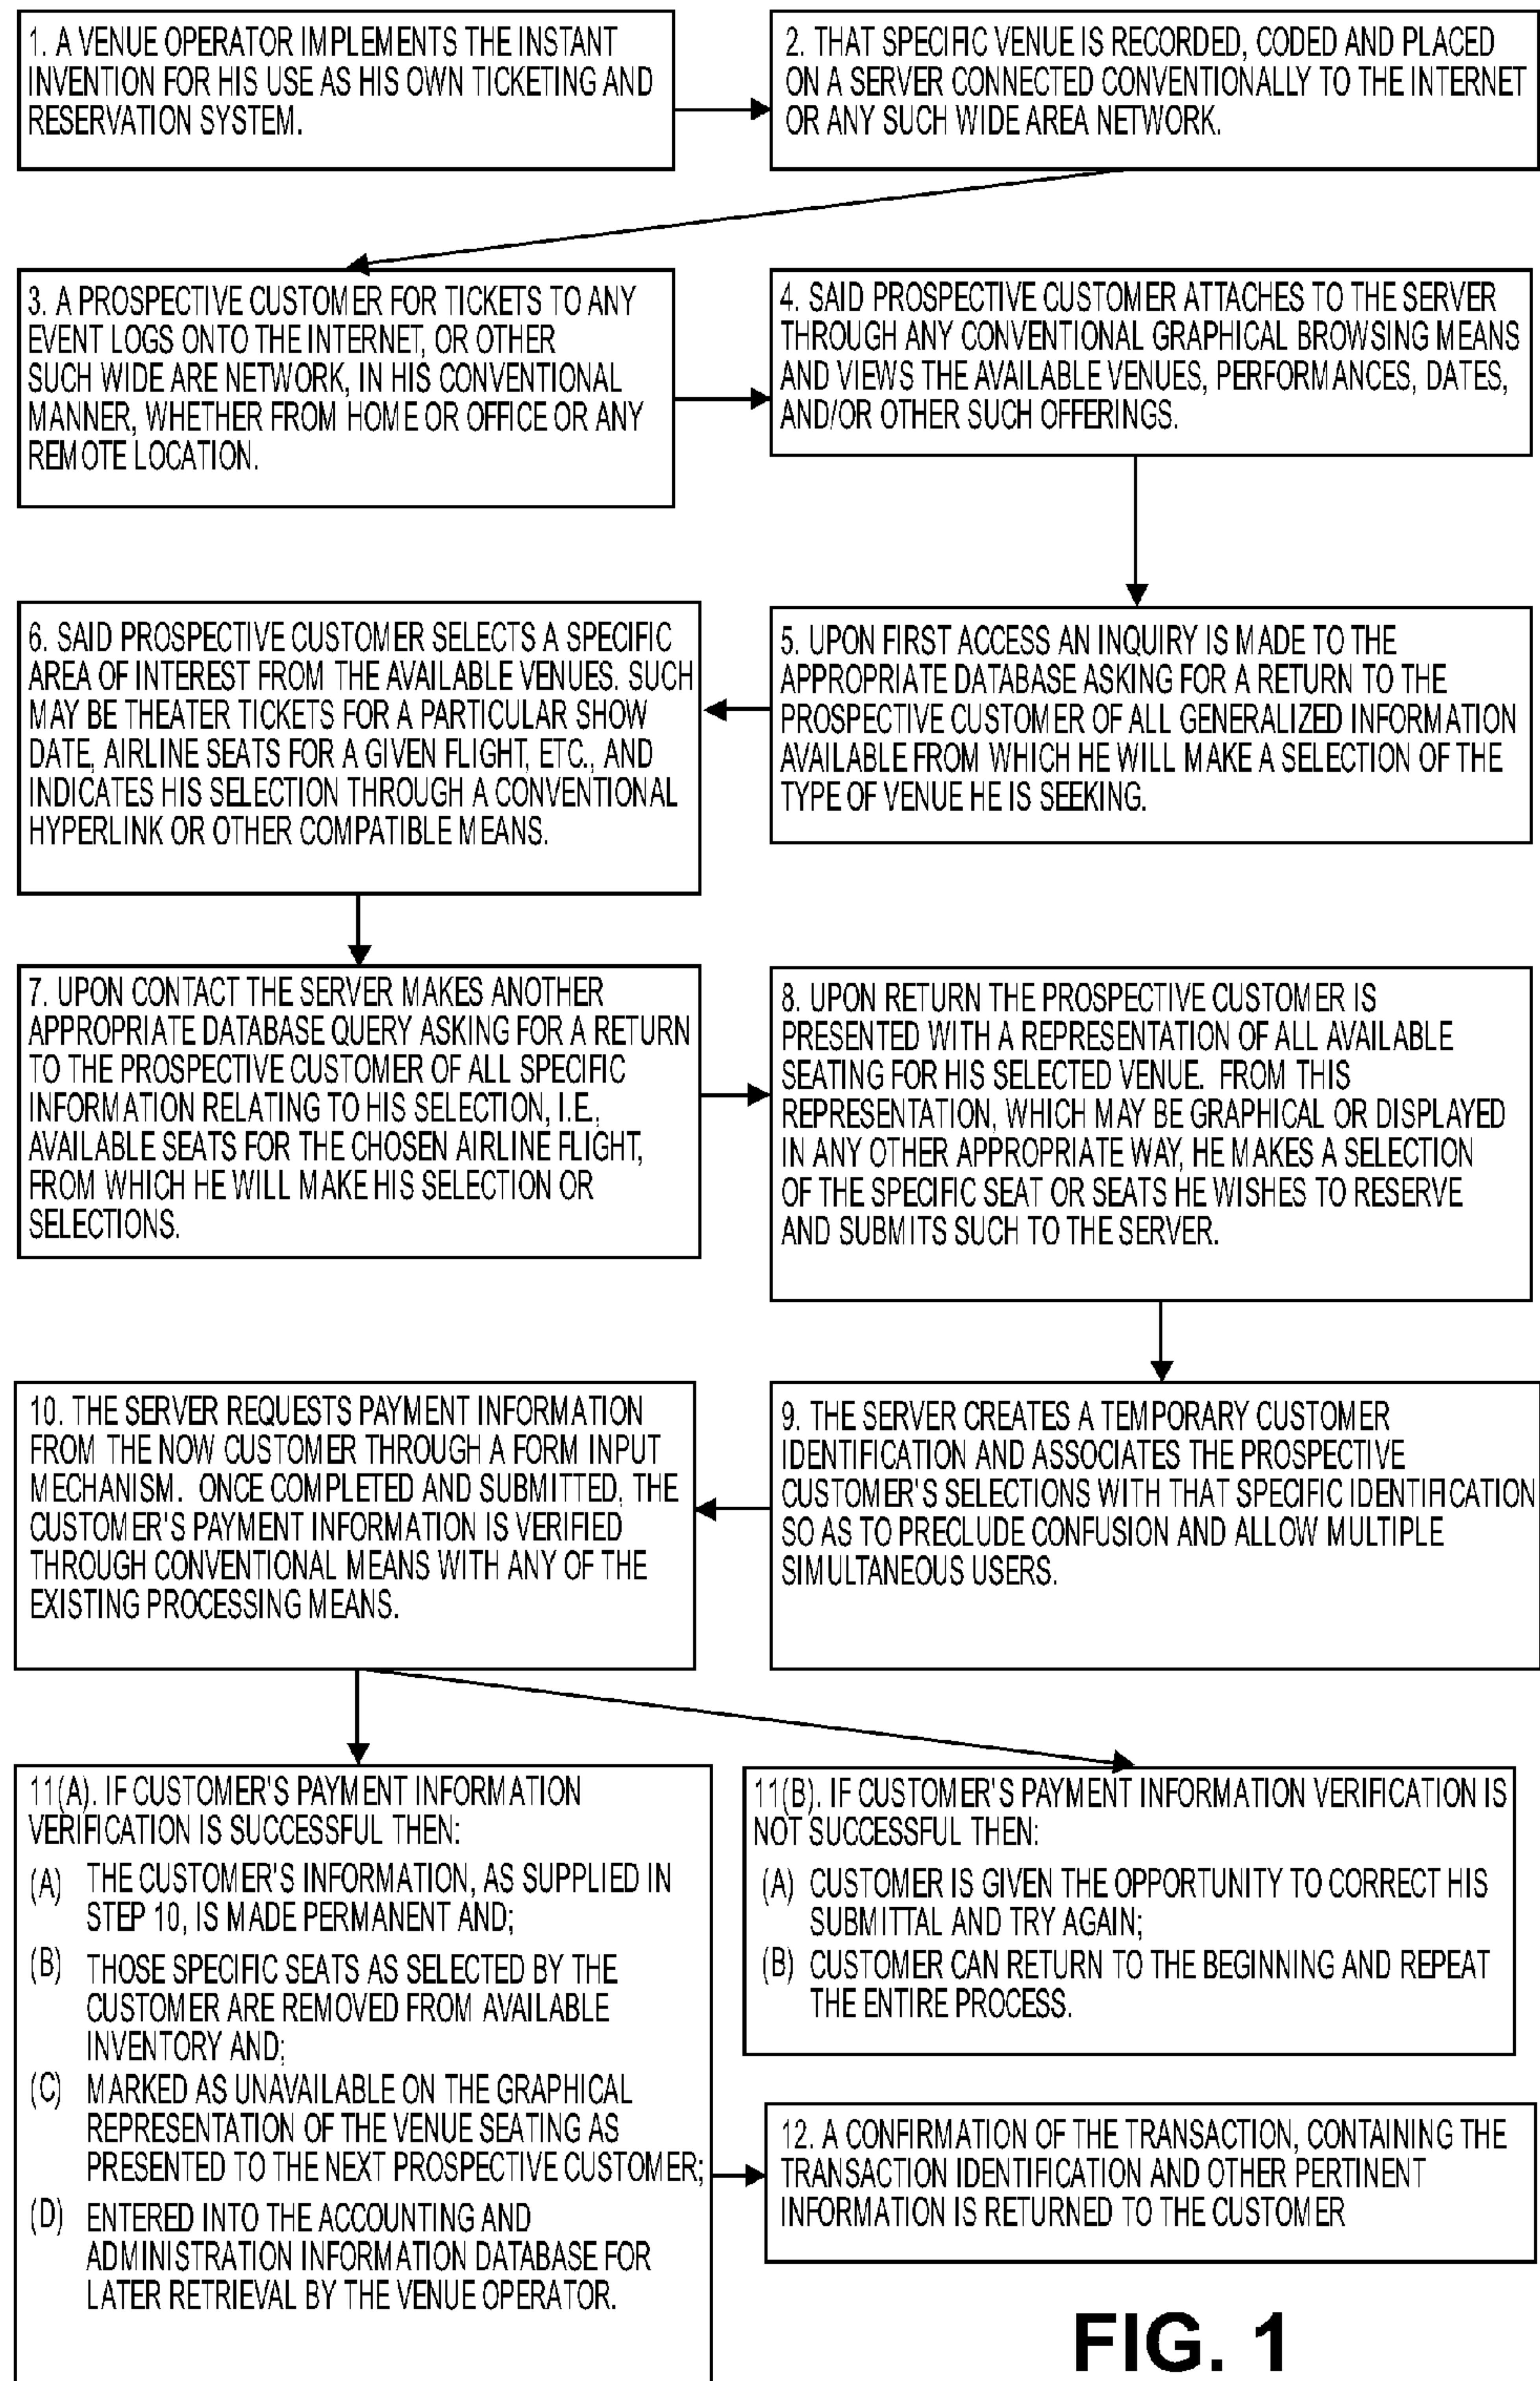 1. A VENUE OPERATOR IMPLEMENTS THE INSTANT
INVENTION FOR HIS USE AS HIS OWN TICKETING AND
RESERVATION SYSTEM.
2. THAT SPECIFIC VENUE IS RECORDED, CODED AND PLACED
ON A SERVER CONNECTED CONVENTIONALLY TO THE INTERNET
OR ANY SUCH WIDE AREA NETWORK.
3. A PROSPECTIVE CUSTOMER FOR TICKETS TO ANY
EVENT LOGS ONTO THE INTERNET, OR OTHER
SUCH WIDE ARE NETWORK, IN HIS CONVENTIONAL
MANNER, WHETHER FROM HOME OR OFFICE OR ANY
REMOTE LOCATION.
4. SAID PROSPECTIVE CUSTOMER ATTACHES TO THE SERVER
THROUGH ANY CONVENTIONAL GRAPHICAL BROWSING MEANS
AND VIEWS THE AVAILABLE VENUES, PERFORMANCES, DATES,
AND/OR OTHER SUCH OFFERINGS.
5. UPON FIRST ACCESS AN INQUIRY IS MADE TO THE
APPROPRIATE DATABASE ASKING FOR A RETURN TO THE
PROSPECTIVE CUSTOMER OF ALL GENERALIZED INFORMATION
AVAILABLE FROM WHICH HE WILL MAKE A SELECTION OF THE
TYPE OF VENUE HE IS SEEKING.
6. SAID PROSPECTIVE CUSTOMER SELECTS A SPECIFIC
AREA OF INTEREST FROM THE AVAILABLE VENUES. SUCH
MAY BE THEATER TICKETS FOR A PARTICULAR SHOW
DATE, AIRLINE SEATS FOR A GIVEN FLIGHT, ETC., AND
INDICATES HIS SELECTION THROUGH A CONVENTIONAL
HYPERLINK OR OTHER COMPATIBLE MEANS.
7. UPON CONTACT THE SERVER MAKES ANOTHER
APPROPRIATE DATABASE QUERY ASKING FOR A RETURN
TO THE PROSPECTIVE CUSTOMER OF ALL SPECIFIC
INFORMATION RELATING TO HIS SELECTION, I.E.,
AVAILABLE SEATS FOR THE CHOSEN AIRLINE FLIGHT,
FROM WHICH HE WILL MAKE HIS SELECTION OR
SELECTIONS.
8. UPON RETURN THE PROSPECTIVE CUSTOMER IS
PRESENTED WITH A REPRESENTATION OF ALL AVAILABLE
SEATING FOR HIS SELECTED VENUE. FROM THIS
REPRESENTATION, WHICH MAY BE GRAPHICAL OR DISPLAYED
IN ANY OTHER APPROPRIATE WAY, HE MAKES A SELECTION
OF THE SPECIFIC SEAT OR SEATS HE WISHES TO RESERVE
AND SUBMITS SUCH TO THE SERVER.
9. THE SERVER CREATES A TEMPORARY CUSTOMER
IDENTIFICATION AND ASSOCIATES THE PROSPECTIVE
CUSTOMER'S SELECTIONS WITH THAT SPECIFIC IDENTIFICATION
SO AS TO PRECLUDE CONFUSION AND ALLOW MULTIPLE
SIMULTANEOUS USERS.
10. THE SERVER REQUESTS PAYMENT INFORMATION
FROM THE NOW CUSTOMER THROUGH A FORM INPUT
MECHANISM. ONCE COMPLETED AND SUBMITTED, THE
CUSTOMER'S PAYMENT INFORMATION IS VERIFIED
THROUGH CONVENTIONAL MEANS WITH ANY OF THE
EXISTING PROCESSING MEANS.
11(A). IF CUSTOMER'S PAYMENT INFORMATION
VERIFICATION IS SUCCESSFUL THEN:
(A) THE CUSTOMER'S INFORMATION, AS SUPPLIED IN
STEP 10, IS MADE PERMANENT AND;
(B) THOSE SPECIFIC SEATS AS SELECTED BY THE
CUSTOMER ARE REMOVED FROM AVAILABLE
INVENTORY AND;
(C) MARKED AS UNAVAILABLE ON THE GRAPHICAL
REPRESENTATION OF THE VENUE SEATING AS
PRESENTED TO THE NEXT PROSPECTIVE CUSTOMER;
(D) ENTERED INTO THE ACCOUNTING AND
ADMINISTRATION INFORMATION DATABASE FOR
LATER RETRIEVAL BY THE VENUE OPERATOR.
11(B). IF CUSTOMER'S PAYMENT INFORMATION VERIFICATION IS
NOT SUCCESSFUL THEN:
(A) CUSTOMER IS GIVEN THE OPPORTUNITY TO CORRECT HIS
SUBMITTAL AND TRY AGAIN;
(B) CUSTOMER CAN RETURN TO THE BEGINNING AND REPEAT
THE ENTIRE PROCESS.
12. A CONFIRMATION OF THE TRANSACTION, CONTAINING THE
TRANSACTION IDENTIFICATION AND OTHER PERTINENT
INFORMATION IS RETURNED TO THE CUSTOMER
FIG. 1